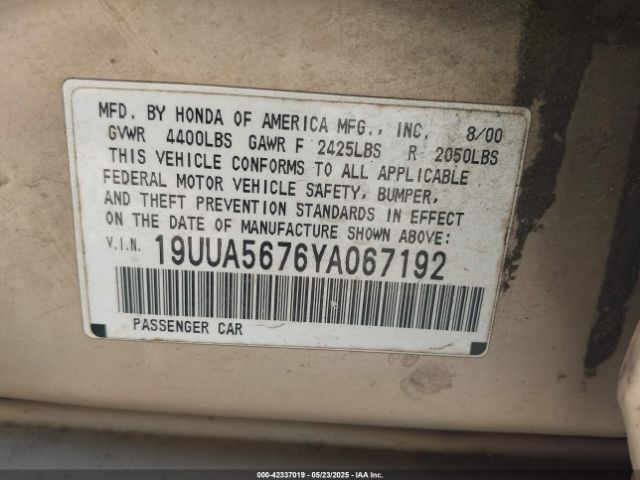 MFD. BY HONDA OF AMERICA MFG., INC. 8/00
GVWR 4400LBS GAWR F 2425LBS R 2050LBS
THIS VEHICLE CONFORMS TO ALL APPLICABLE
FEDERAL MOTOR VEHICLE SAFETY, BUMPER,
AND THEFT PREVENTION STANDARDS IN EFFECT
ON THE DATE OF MANUFACTURE SHOWN ABOVE:
V.I.N. 19UUA5676YA067192
PASSENGER CAR
000-42337019 - 05/23/2025 - IAA Inc.